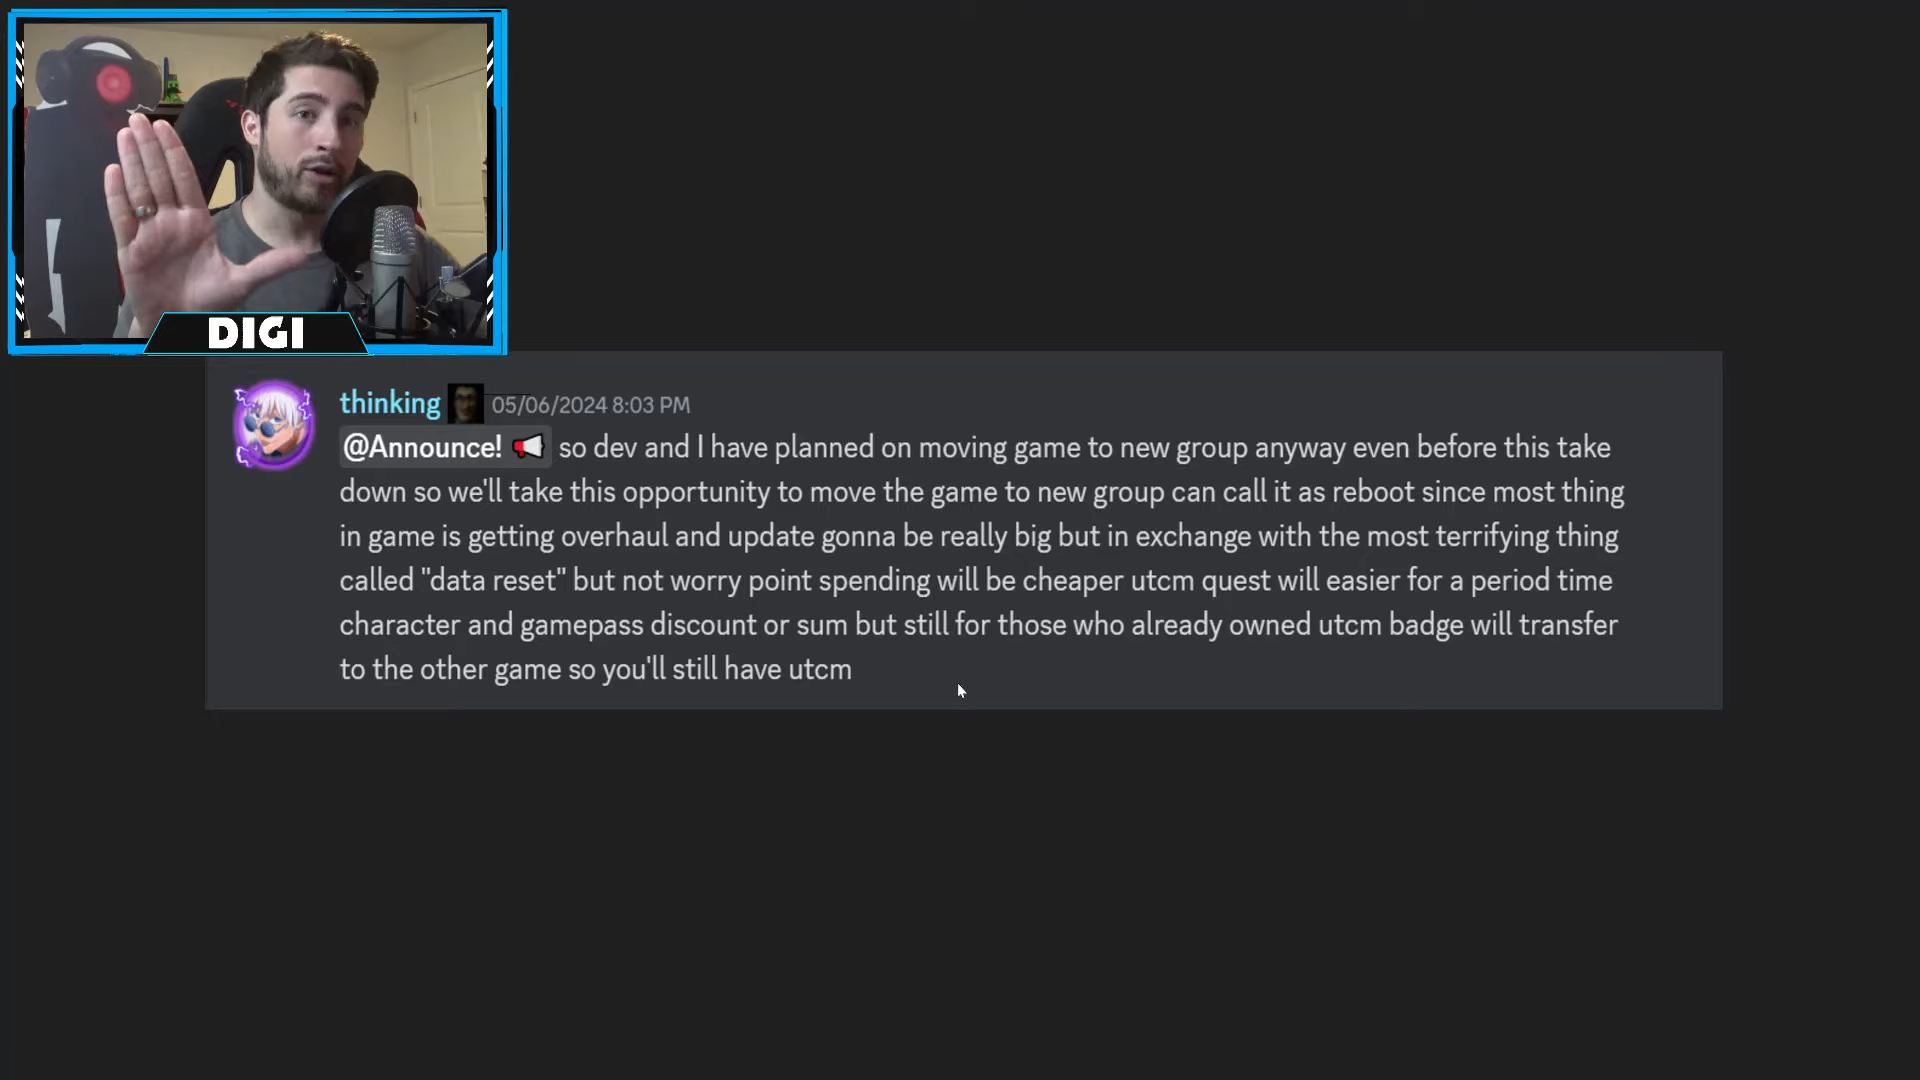 DIGI
thinking 05/06/2024 8:03 PM
@Announce! so dev and I have planned on moving game to new group anyway even before this take
down so we'll take this opportunity to move the game to new group can call it as reboot since most thing
in game is getting overhaul and update gonna be really big but in exchange with the most terrifying thing
called "data reset" but not worry point spending will be cheaper utcm quest will easier for a period time
character and gamepass discount or sum but still for those who already owned utcm badge will transfer
to the other game so you'll still have utcm